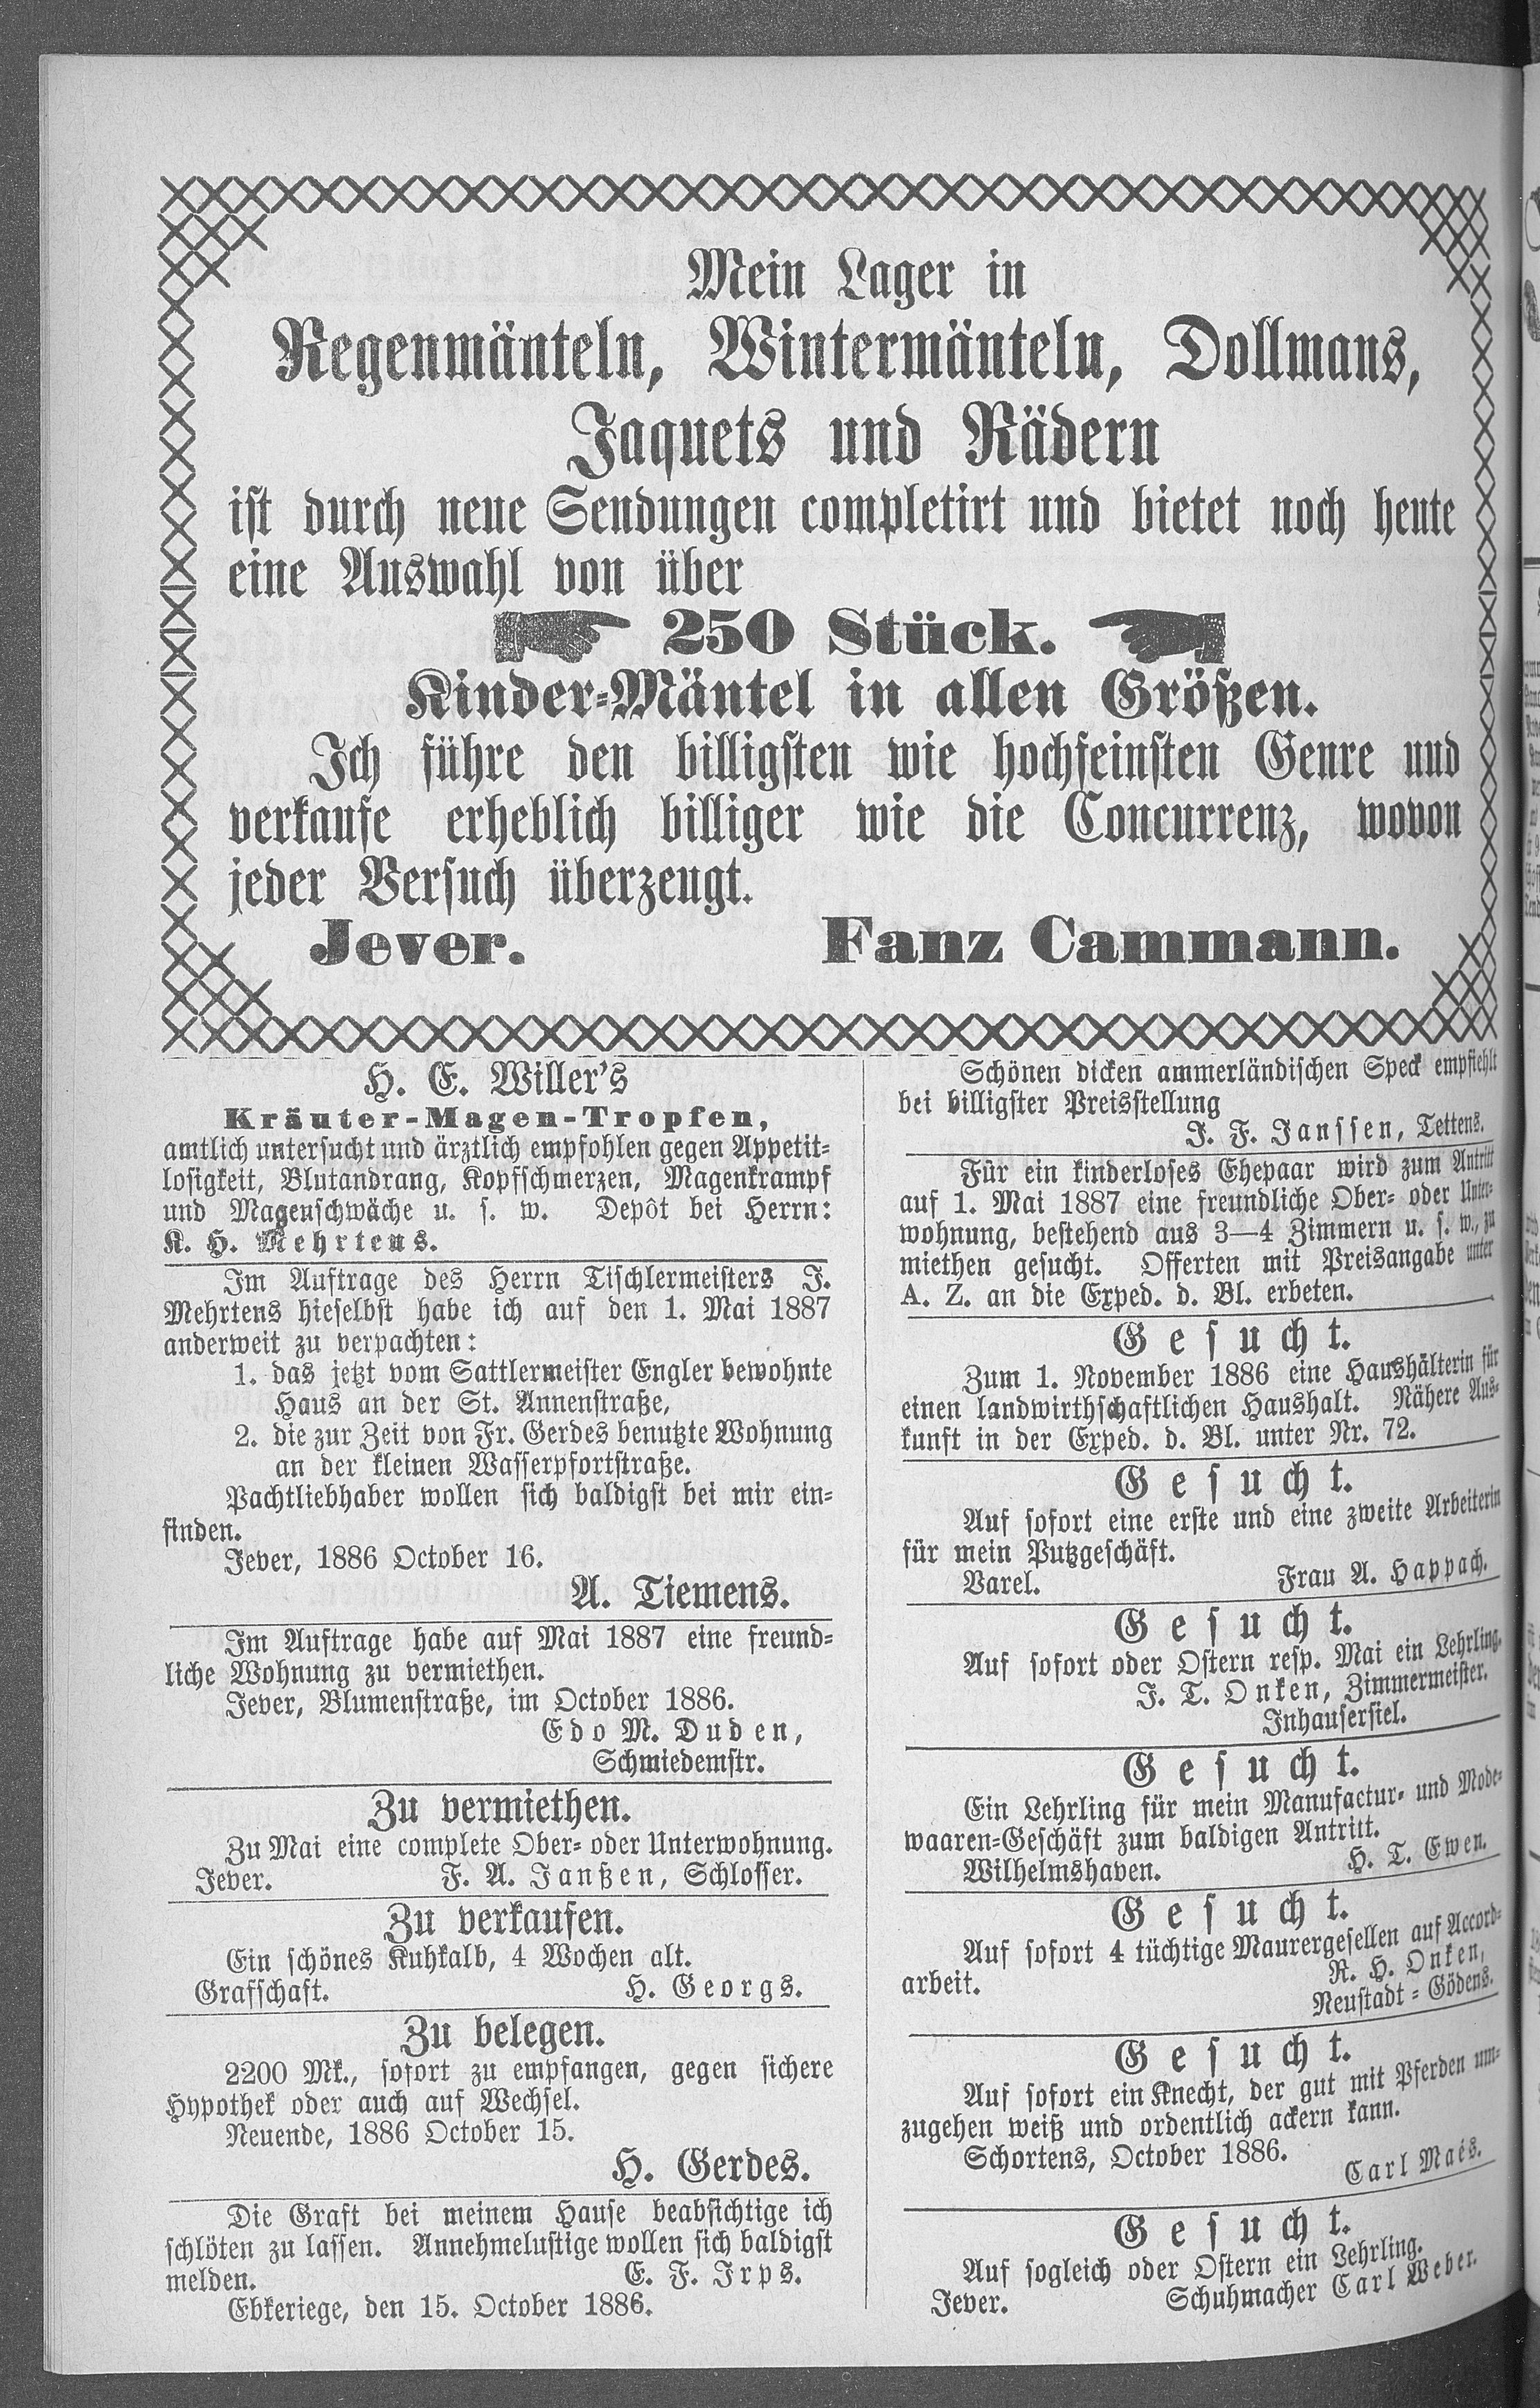 Mein Lager in
Regenmänteln, Wintermänteln, Dollmans,
Jaquets und Rädern
ist durch neue Sendungen completirt und bietet noch heute
eine Auswahl von über
250 Stück.
Kinder-Mäntel in allen Größen.
Ich führe den billigsten wie hochfeinsten Genre und
verkaufe erheblich billiger wie die Concurrenz, wovon
jeder Versuch überzeugt.
Jever. Fanz Cammann.
H. E. Willer's
Kräuter-Magen-Tropfen,
amtlich untersucht und ärztlich empfohlen gegen Appetit-
losigkeit, Blutandrang, Kopfschmerzen, Magenkrampf
und Magenschwäche u. s. w. Depôt bei Herrn:
K. H. Mehrtens.
Im Auftrage des Herrn Tischlermeisters J.
Mehrtens hieselbst habe ich auf den 1. Mai 1887
anderweit zu verpachten:
1. das jetzt vom Sattlermeister Engler bewohnte
Haus an der St. Annenstraße,
2. die zur Zeit von Fr. Gerdes benutzte Wohnung
an der kleinen Wasserpfortstraße.
Pachtliebhaber wollen sich baldigst bei mir ein-
finden.
Jever, 1886 October 16.
A. Tiemens.
Im Auftrage habe auf Mai 1887 eine freund-
liche Wohnung zu vermiethen.
Jever, Blumenstraße, im October 1886.
Edo M. Duden,
Schmiedemstr.
Zu vermiethen.
Zu Mai eine complete Ober- oder Unterwohnung.
Jever. F. A. Janßen, Schlosser.
Zu verkaufen.
Ein schönes Kuhkalb, 4 Wochen alt.
Grafschaft. H. Georgs.
Zu belegen.
2200 Mk., sofort zu empfangen, gegen sichere
Hypothek oder auch auf Wechsel.
Neuende, 1886 October 15.
H. Gerdes.
Die Graft bei meinem Hause beabsichtige ich
schlöten zu lassen. Annehmelustige wollen sich baldigst
melden. E. F. Irps.
Ebkeriege, den 15. October 1886.
Schönen dicken ammerländischen Speck empfiehlt
bei billigster Preisstellung
J. F. Janssen, Tettens.
Für ein kinderloses Ehepaar wird zum Antritt
auf 1. Mai 1887 eine freundliche Ober- oder Unter-
wohnung, bestehend aus 3—4 Zimmern u. s. w., zu
miethen gesucht. Offerten mit Preisangabe unter
A. Z. an die Exped. d. Bl. erbeten.
Gesucht.
Zum 1. November 1886 eine Haushälterin für
einen landwirthschaftlichen Haushalt. Nähere Aus-
kunft in der Exped. d. Bl. unter Nr. 72.
Gesucht.
Auf sofort eine erste und eine zweite Arbeiterin
für mein Putzgeschäft.
Varel. Frau A. Happach.
Gesucht.
Auf sofort oder Ostern resp. Mai ein Lehrling.
J. T. Onken, Zimmermeister.
Inhausersiel.
Gesucht.
Ein Lehrling für mein Manufactur- und Mode-
waaren-Geschäft zum baldigen Antritt.
Wilhelmshaven. H. T. Ewen.
Gesucht.
Auf sofort 4 tüchtige Maurergesellen auf Accord-
arbeit. R. H. Onken,
Neustadt-Gödens.
Gesucht.
Auf sofort ein Knecht, der gut mit Pferden um-
zugehen weiß und ordentlich ackern kann.
Schortens, October 1886.
Carl Maës.
Gesucht.
Auf sogleich oder Ostern ein Lehrling.
Jever. Schuhmacher Carl Weber.